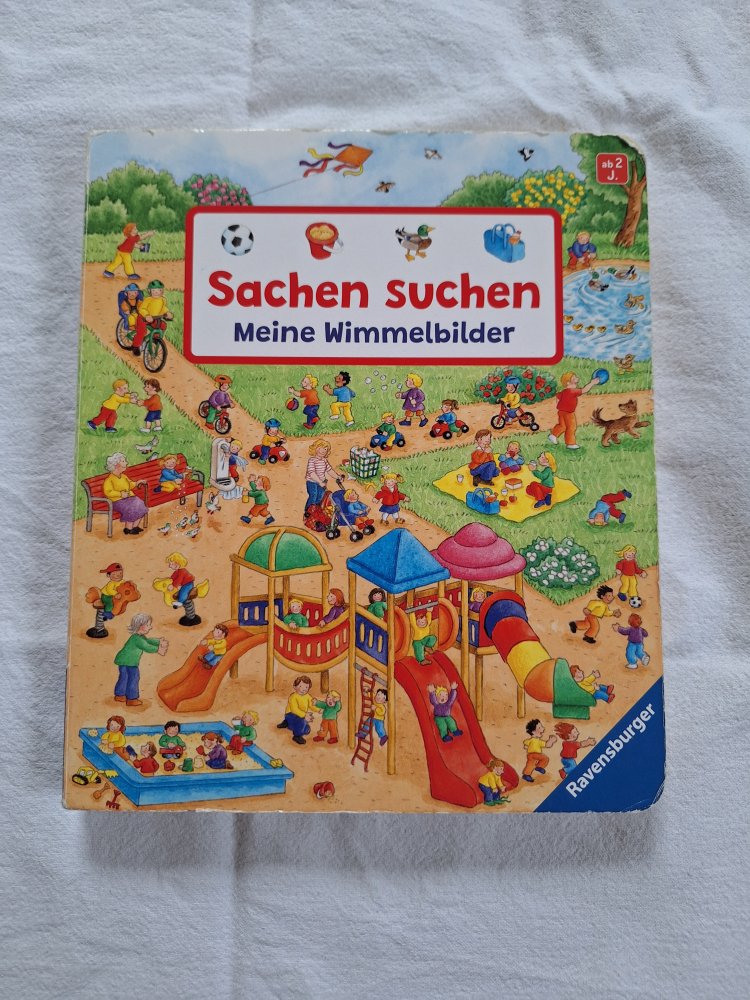 ab 2
J.
Sachen suchen
Meine Wimmelbilder
Ravensburger